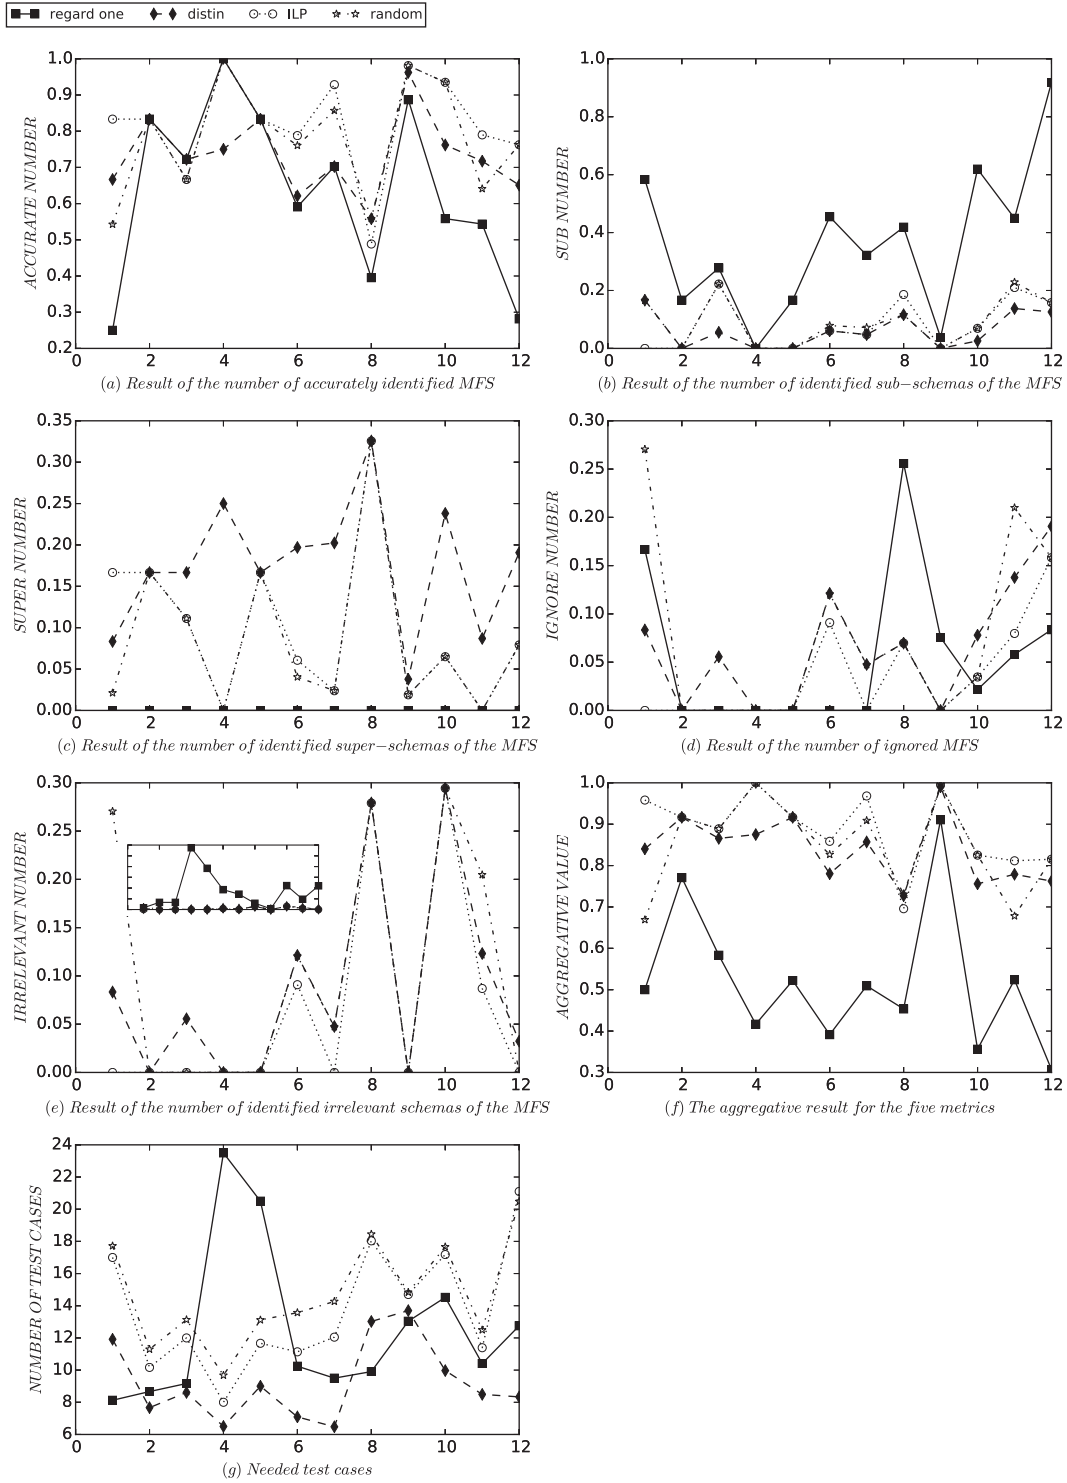 regard one distin ILP random
ACCURATE NUMBER
1.0
0.9
0.8
0.7
0.6
0.5
0.4
0.3
0.2
0 2 4 6 8 10 12
(a) Result of the number of accurately identified MFS
SUB NUMBER
1.0
0.8
0.6
0.4
0.2
0.0
0 2 4 6 8 10 12
(b) Result of the number of identified sub−schemas of the MFS
SUPER NUMBER
0.35
0.30
0.25
0.20
0.15
0.10
0.05
0.00
0 2 4 6 8 10 12
(c) Result of the number of identified super−schemas of the MFS
IGNORE NUMBER
0.30
0.25
0.20
0.15
0.10
0.05
0.00
0 2 4 6 8 10 12
(d) Result of the number of ignored MFS
IRRELEVANT NUMBER
0.30
0.25
0.20
0.15
0.10
0.05
0.00
0 2 4 6 8 10 12
(e) Result of the number of identified irrelevant schemas of the MFS
AGGREGATIVE VALUE
1.0
0.9
0.8
0.7
0.6
0.5
0.4
0.3
0 2 4 6 8 10 12
(f) The aggregative result for the five metrics
NUMBER OF TEST CASES
24
22
20
18
16
14
12
10
8
6
0 2 4 6 8 10 12
(g) Needed test cases